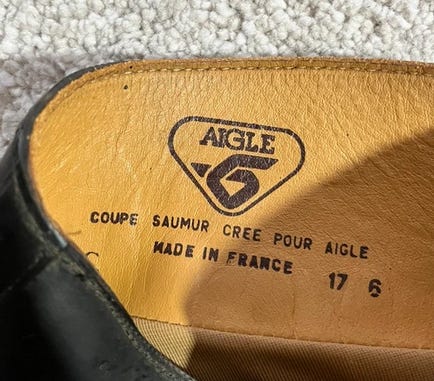 AIGLE
COUPE SAUMUR CREE POUR AIGLE
MADE IN FRANCE 17 6